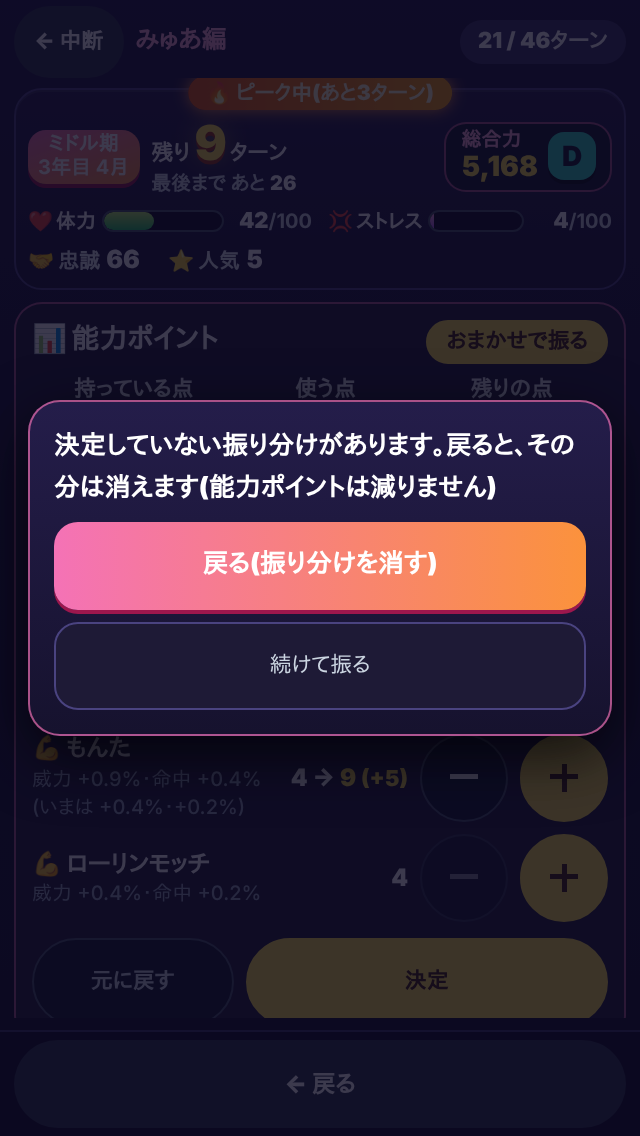 ← 中断
みゅあ編
21 / 46ターン
ピーク中(あと3ターン)
ミドル期
3年目 4月
残り9ターン
最後まで あと 26
総合力
5,168
D
体力
42/100
ストレス
4/100
忠誠 66
人気 5
能力ポイント
おまかせで振る
持っている点
使う点
残りの点
決定していない振り分けがあります。戻ると、その
分は消えます(能力ポイントは減りません)
戻る(振り分けを消す)
続けて振る
もんた
威力 +0.9%·命中 +0.4%
(いまは +0.4%·+0.2%)
4 → 9 (+5)
ローリンモッチ
威力 +0.4%·命中 +0.2%
4
元に戻す
決定
← 戻る